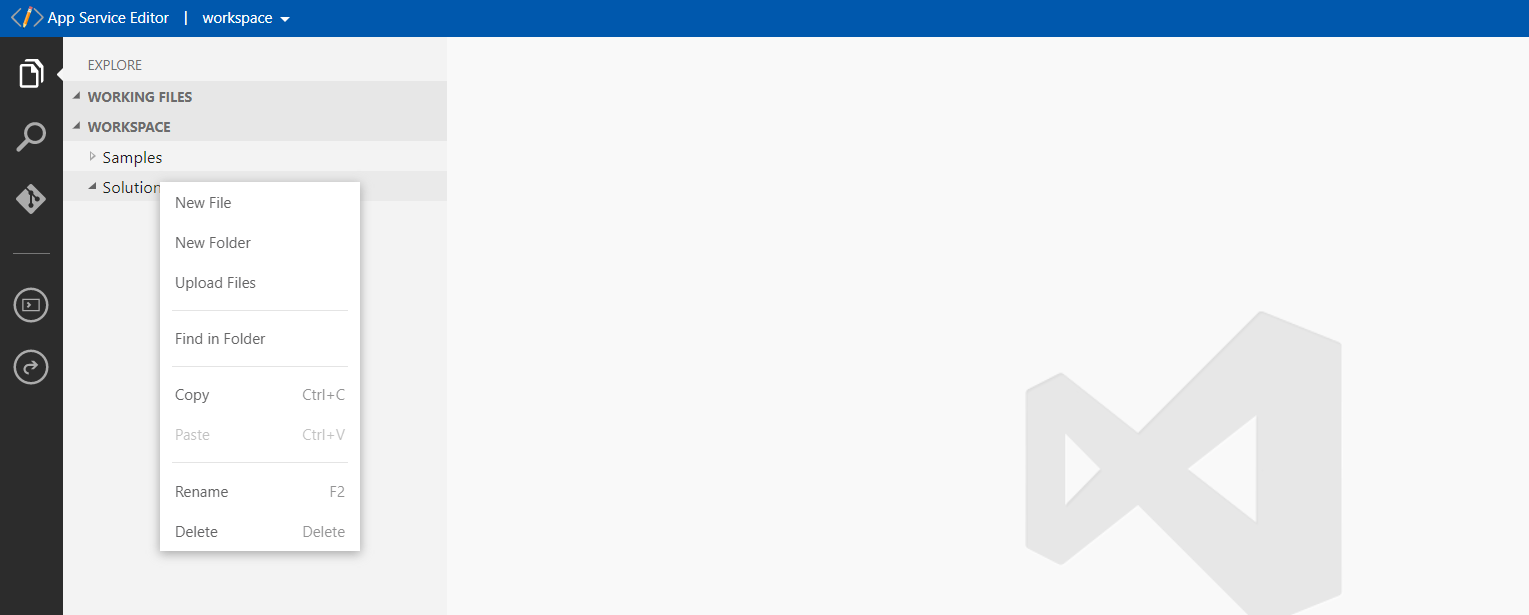 App Service Editor | workspace
EXPLORE
WORKING FILES
WORKSPACE
Samples
Solution
New File
New Folder
Upload Files
Find in Folder
Copy Ctrl+C
Paste Ctrl+V
Rename F2
Delete Delete